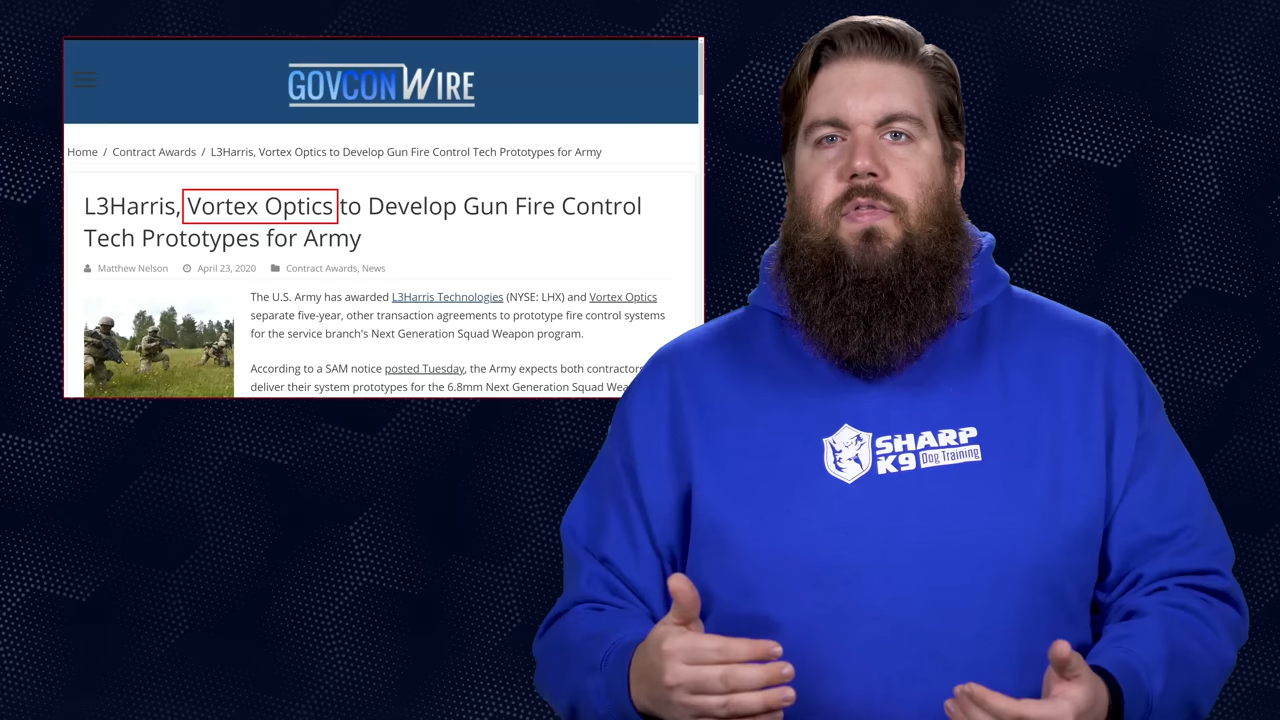 GOVCONWIRE
Home / Contract Awards / L3Harris, Vortex Optics to Develop Gun Fire Control Tech Prototypes for Army
L3Harris, Vortex Optics to Develop Gun Fire Control
Tech Prototypes for Army
Matthew Nelson April 23, 2020 Contract Awards, News
The U.S. Army has awarded L3Harris Technologies (NYSE: LHX) and Vortex Optics
separate five-year, other transaction agreements to prototype fire control systems
for the service branch's Next Generation Squad Weapon program.
According to a SAM notice posted Tuesday, the Army expects both contractors
deliver their system prototypes for the 6.8mm Next Generation Squad
SHARP
K9 Dog Training